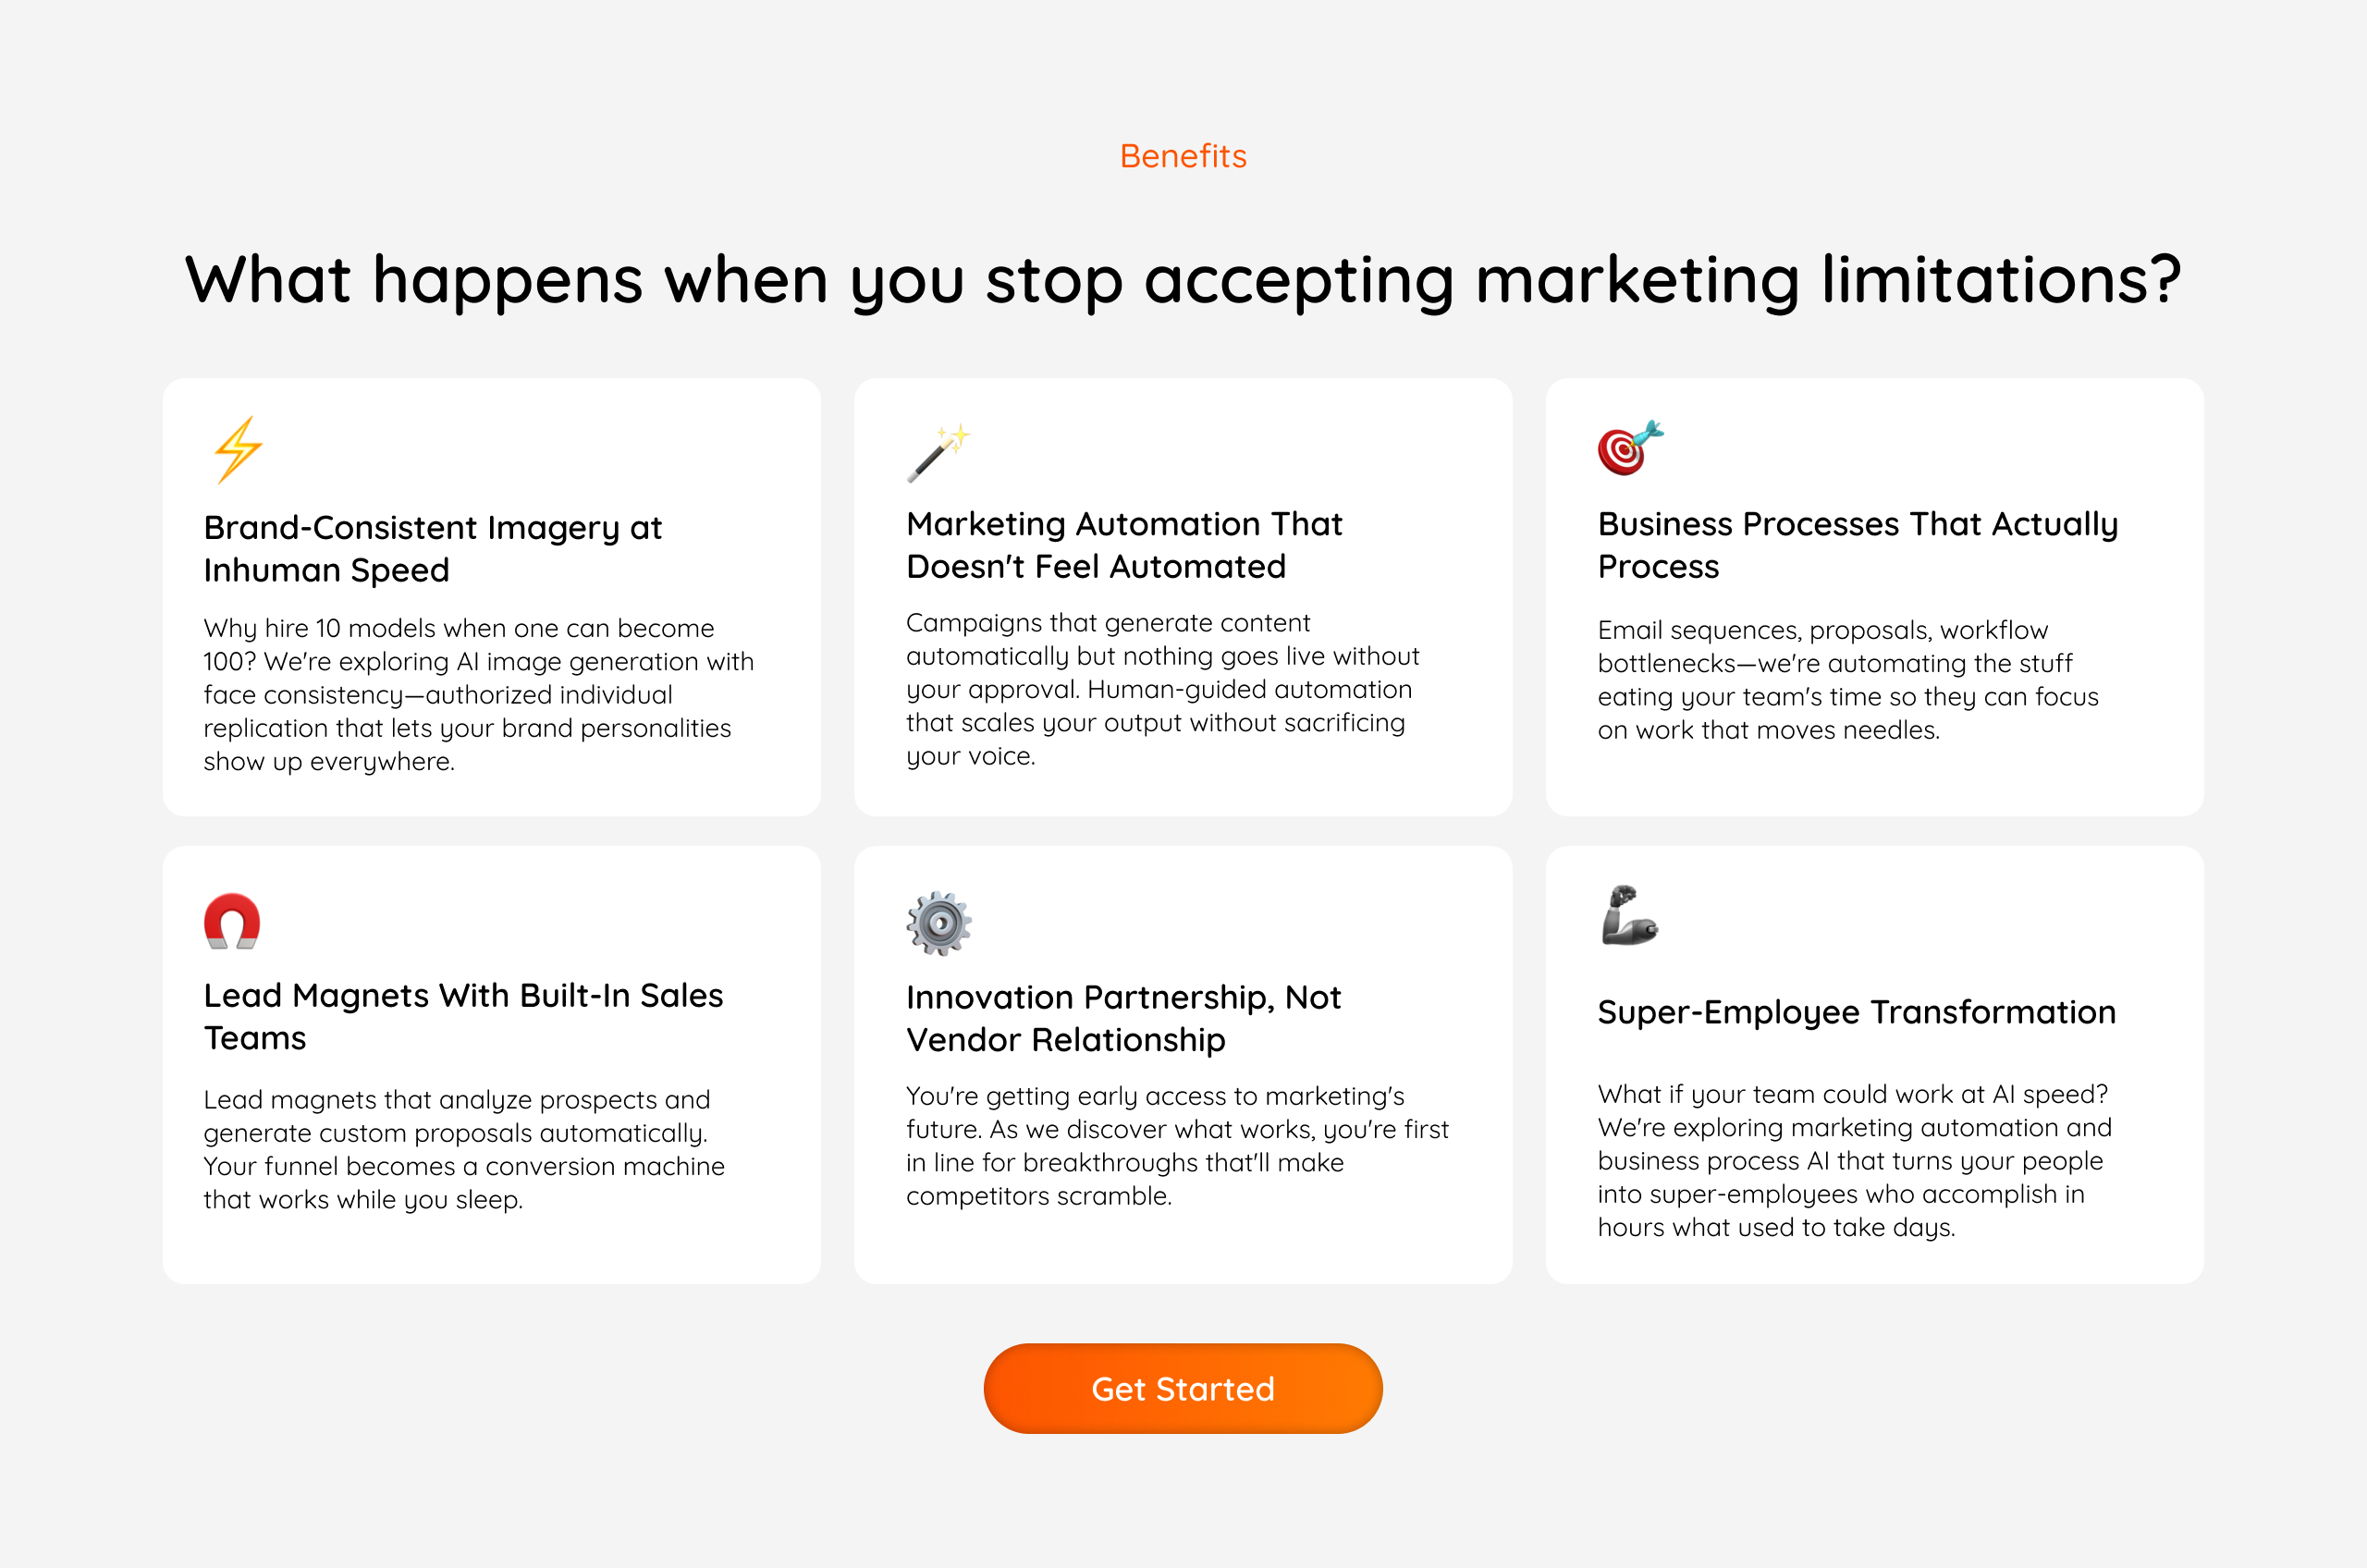 Benefits
What happens when you stop accepting marketing limitations?
Brand-Consistent Imagery at
Inhuman Speed
Why hire 10 models when one can become
100? We're exploring AI image generation with
face consistency—authorized individual
replication that lets your brand personalities
show up everywhere.
Marketing Automation That
Doesn't Feel Automated
Campaigns that generate content
automatically but nothing goes live without
your approval. Human-guided automation
that scales your output without sacrificing
your voice.
Business Processes That Actually
Process
Email sequences, proposals, workflow
bottlenecks—we're automating the stuff
eating your team's time so they can focus
on work that moves needles.
Lead Magnets With Built-In Sales
Teams
Lead magnets that analyze prospects and
generate custom proposals automatically.
Your funnel becomes a conversion machine
that works while you sleep.
Innovation Partnership, Not
Vendor Relationship
You're getting early access to marketing's
future. As we discover what works, you're first
in line for breakthroughs that'll make
competitors scramble.
Super-Employee Transformation
What if your team could work at AI speed?
We're exploring marketing automation and
business process AI that turns your people
into super-employees who accomplish in
hours what used to take days.
Get Started